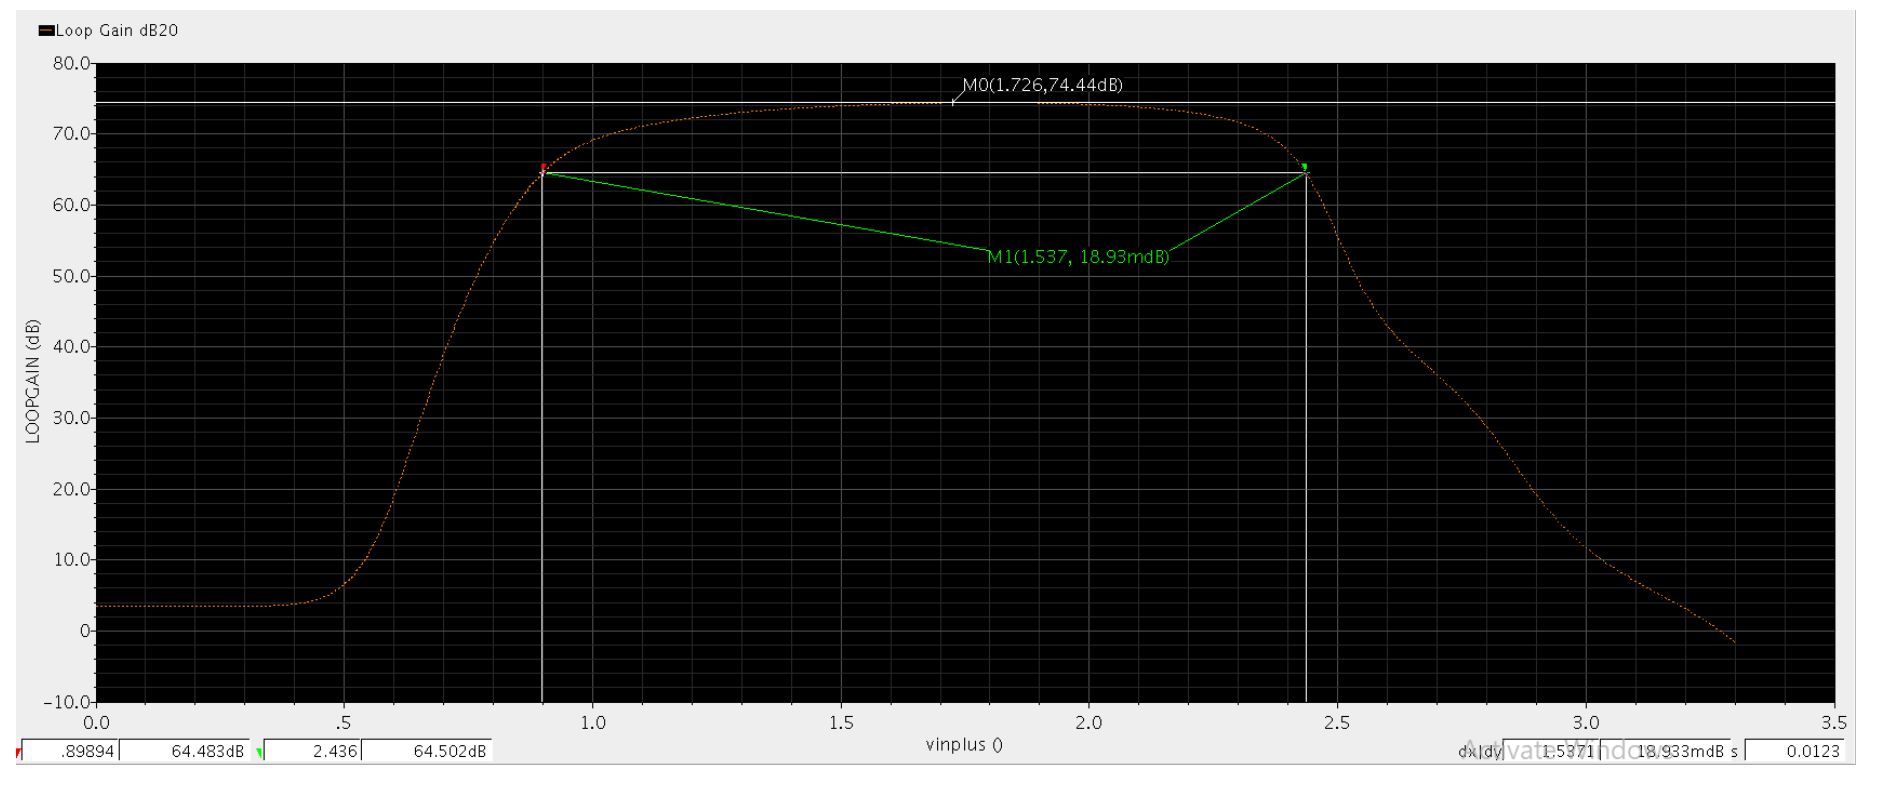 Loop Gain dB20
80.0
70.0
60.0
50.0
40.0
30.0
20.0
10.0
0
-10.0
LOOPGAIN (dB)
M0(1.726,74.44dB)
M1(1.537, 18.93mdB)
0.0 .5 1.0 1.5 2.0 2.5 3.0 3.5
vinplus ()
.89894 64.483dB 2.436 64.502dB dx|dy 1.5371 18.933mdB s 0.0123
Activate Windows